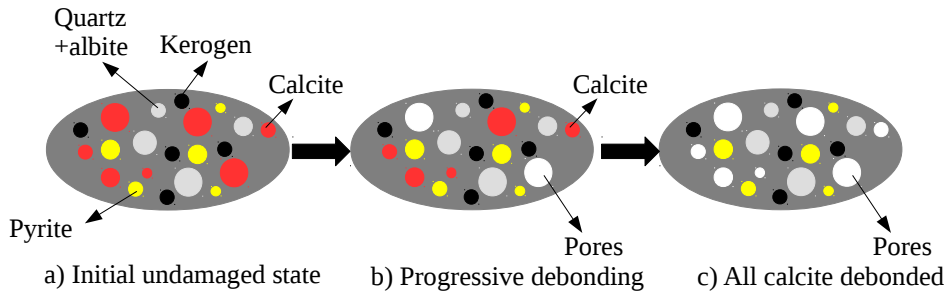 Quartz
+albite
Kerogen
Calcite
Pyrite
a) Initial undamaged state
Calcite
Pores
b) Progressive debonding
Pores
c) All calcite debonded